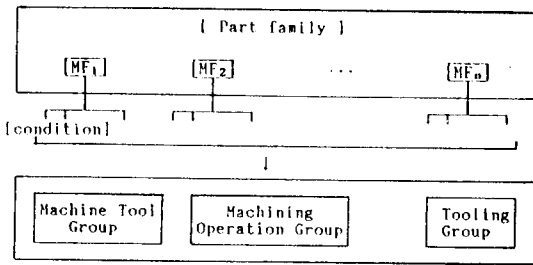 { Part family }
[MF₁] [MF₂] ... [MFₙ]
[condition]
Machine Tool Group
Machining Operation Group
Tooling Group